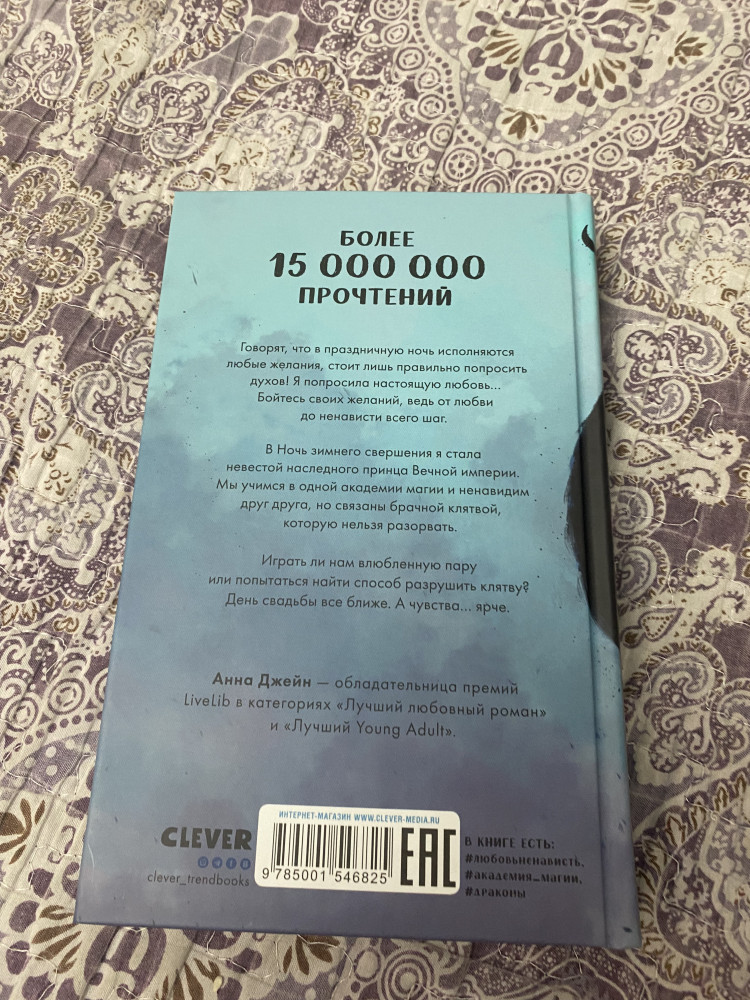 БОЛЕЕ
15 000 000
ПРОЧТЕНИЙ
Говорят, что в праздничную ночь исполняются
любые желания, стоит лишь правильно попросить
духов! Я попросила настоящую любовь...
Бойтесь своих желаний, ведь от любви
до ненависти всего шаг.
В Ночь зимнего свершения я стала
невестой наследного принца Вечной империи.
Мы учимся в одной академии магии и ненавидим
друг друга, но связаны брачной клятвой,
которую нельзя разорвать.
Играть ли нам влюбленную пару
или попытаться найти способ разрушить клятву?
День свадьбы все ближе. А чувства... ярче.
Анна Джейн — обладательница премий
LiveLib в категориях «Лучший любовный роман»
и «Лучший Young Adult».
CLEVER
clever_trendbooks
ИНТЕРНЕТ-МАГАЗИН WWW.CLEVER-MEDIA.RU
9 785001 546825
EAC
В КНИГЕ ЕСТЬ:
#любовьненависть,
#академия_магии,
#драконы